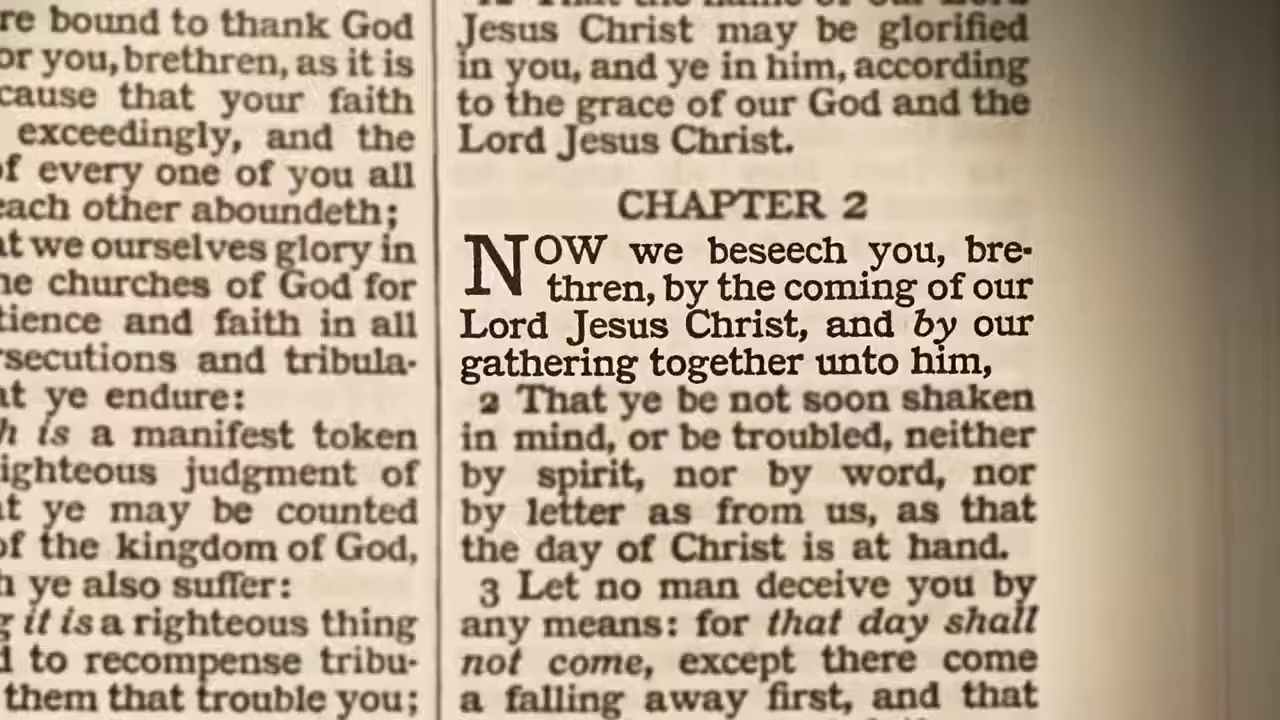 re bound to thank God
or you, brethren, as it is
cause that your faith
exceedingly, and the
of every one of you all
each other aboundeth;
at we ourselves glory in
he churches of God for
tience and faith in all
rsecutions and tribula-
at ye endure:
h is a manifest token
ighteous judgment of
at ye may be counted
of the kingdom of God,
h ye also suffer:
g it is a righteous thing
d to recompense tribu-
them that trouble you;
12 That the name of our Lord
Jesus Christ may be glorified
in you, and ye in him, according
to the grace of our God and the
Lord Jesus Christ.
CHAPTER 2
NOW we beseech you, bre-
thren, by the coming of our
Lord Jesus Christ, and by our
gathering together unto him,
2 That ye be not soon shaken
in mind, or be troubled, neither
by spirit, nor by word, nor
by letter as from us, as that
the day of Christ is at hand.
3 Let no man deceive you by
any means: for that day shall
not come, except there come
a falling away first, and that